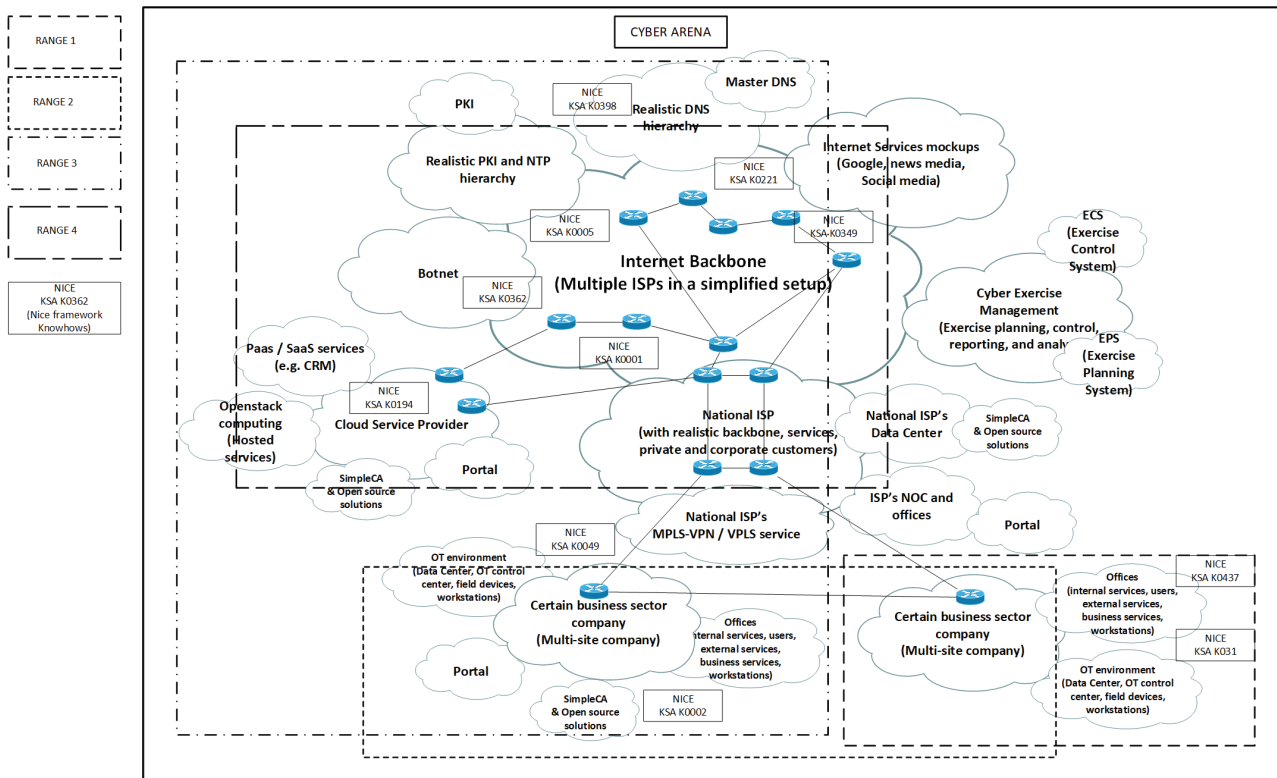 CYBER ARENA
RANGE 1
RANGE 2
RANGE 3
RANGE 4
NICE
KSA K0362
(Nice framework
Knowhows)
Master DNS
NICE
KSA K0398
Realistic DNS
hierarchy
PKI
Realistic PKI and NTP
hierarchy
Internet Services mockups
(Google, news media,
Social media)
NICE
KSA K0221
NICE
KSA K0005
NICE
KSA K0349
ECS
(Exercise
Control
System)
Botnet
Internet Backbone
(Multiple ISPs in a simplified setup)
NICE
KSA K0362
Cyber Exercise
Management
(Exercise planning, control,
reporting, and analy
EPS
(Exercise
Planning
System)
NICE
KSA K0001
Paas / SaaS services
(e.g. CRM)
NICE
KSA K0194
Openstack
computing
(Hosted
services)
Cloud Service Provider
National ISP
(with realistic backbone, services,
private and corporate customers)
National ISP's
Data Center
SimpleCA
& Open source
solutions
Portal
SimpleCA
& Open source
solutions
ISP's NOC and
offices
Portal
National ISP's
MPLS-VPN / VPLS service
NICE
KSA K0049
OT environment
(Data Center, OT control
center, field devices,
workstations)
Certain business sector
company
(Multi-site company)
Offices
internal services, users,
external services,
business services,
workstations)
Portal
SimpleCA
& Open source
solutions
NICE
KSA K0002
Certain business sector
company
(Multi-site company)
NICE
KSA K0437
Offices
(internal services, users,
external services,
business services,
workstations)
NICE
KSA K031
OT environment
(Data Center, OT control
center, field devices,
workstations)